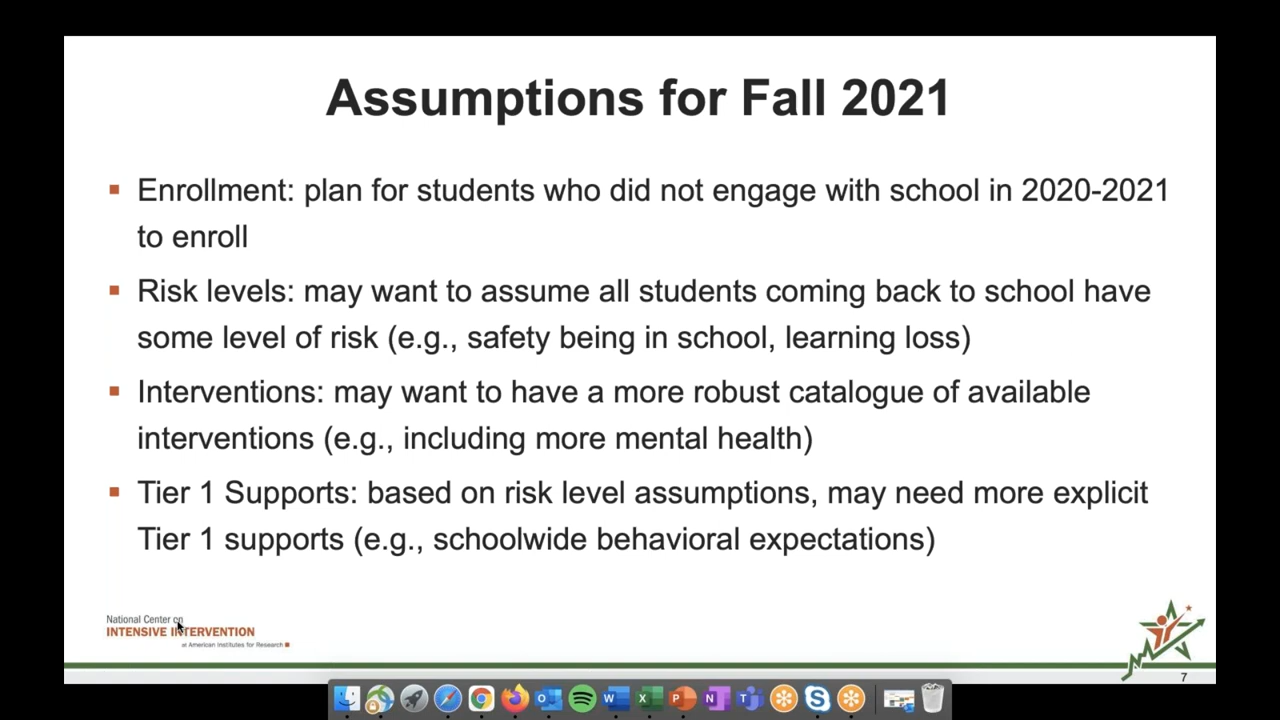 Assumptions for Fall 2021
Enrollment: plan for students who did not engage with school in 2020-2021
to enroll
Risk levels: may want to assume all students coming back to school have
some level of risk (e.g., safety being in school, learning loss)
Interventions: may want to have a more robust catalogue of available
interventions (e.g., including more mental health)
Tier 1 Supports: based on risk level assumptions, may need more explicit
Tier 1 supports (e.g., schoolwide behavioral expectations)
National Center on
INTENSIVE INTERVENTION
at American Institutes for Research
7